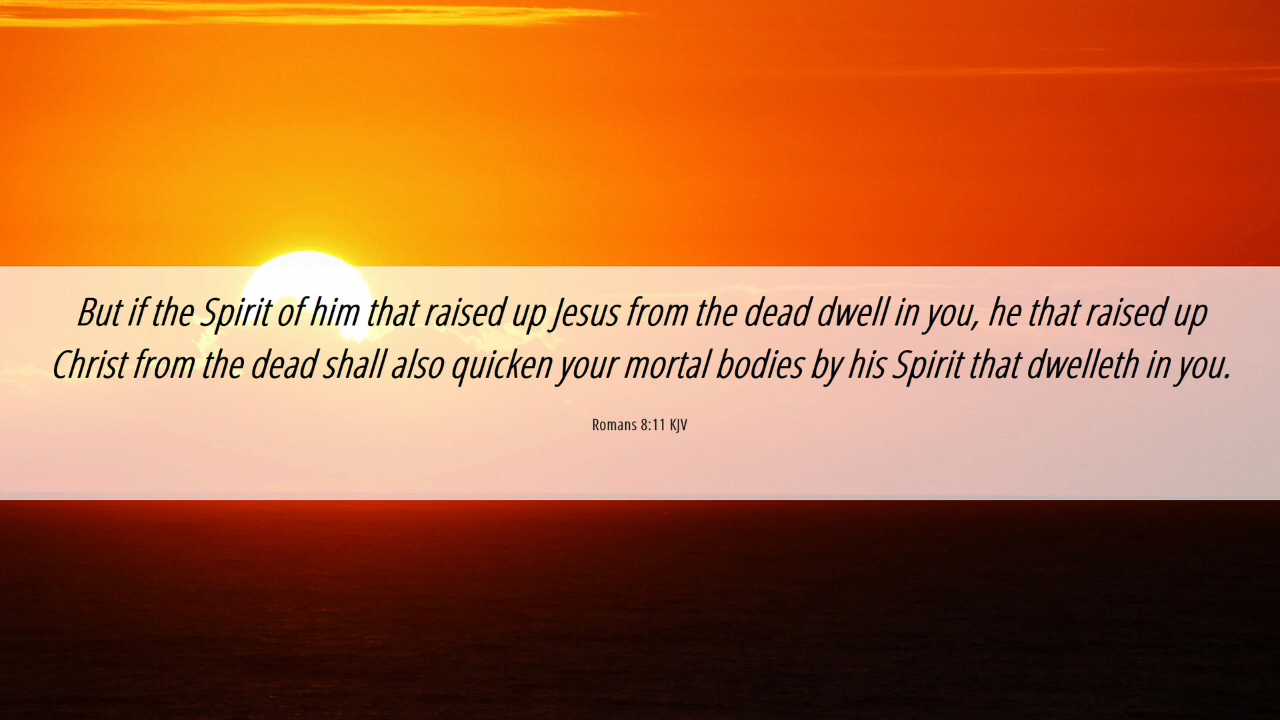 But if the Spirit of him that raised up Jesus from the dead dwell in you, he that raised up
Christ from the dead shall also quicken your mortal bodies by his Spirit that dwelleth in you.
Romans 8:11 KJV